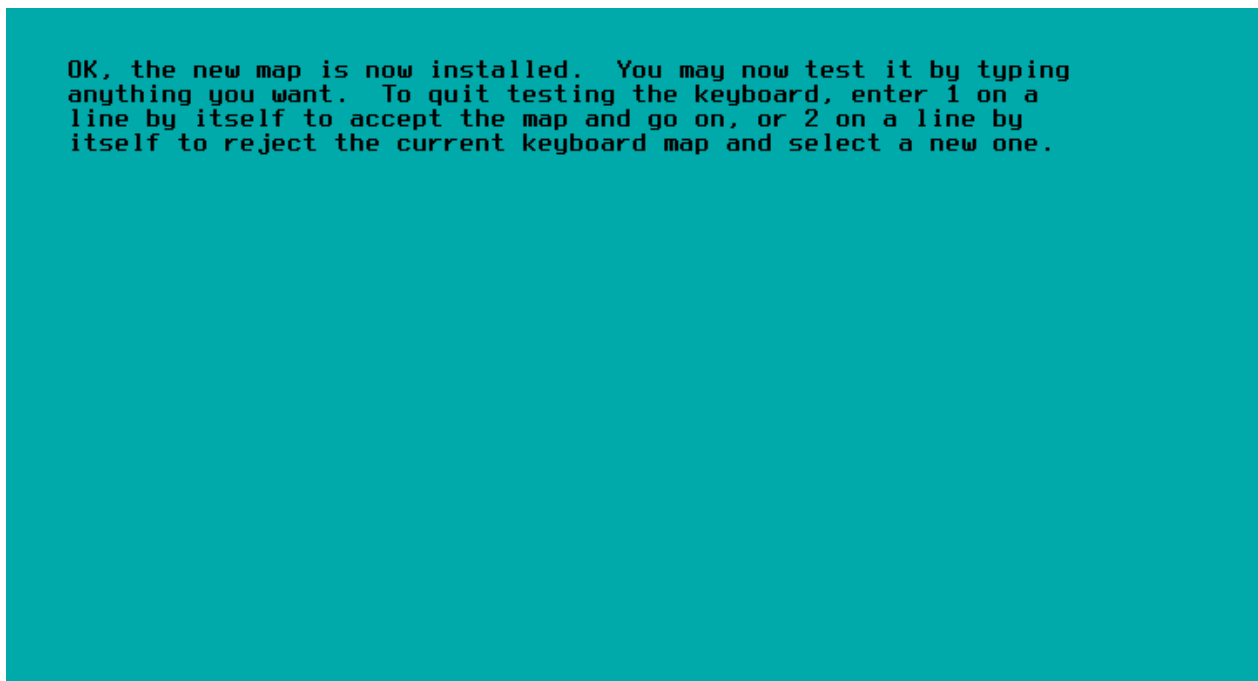 OK, the new map is now installed.  You may now test it by typing
anything you want.  To quit testing the keyboard, enter 1 on a
line by itself to accept the map and go on, or 2 on a line by
itself to reject the current keyboard map and select a new one.